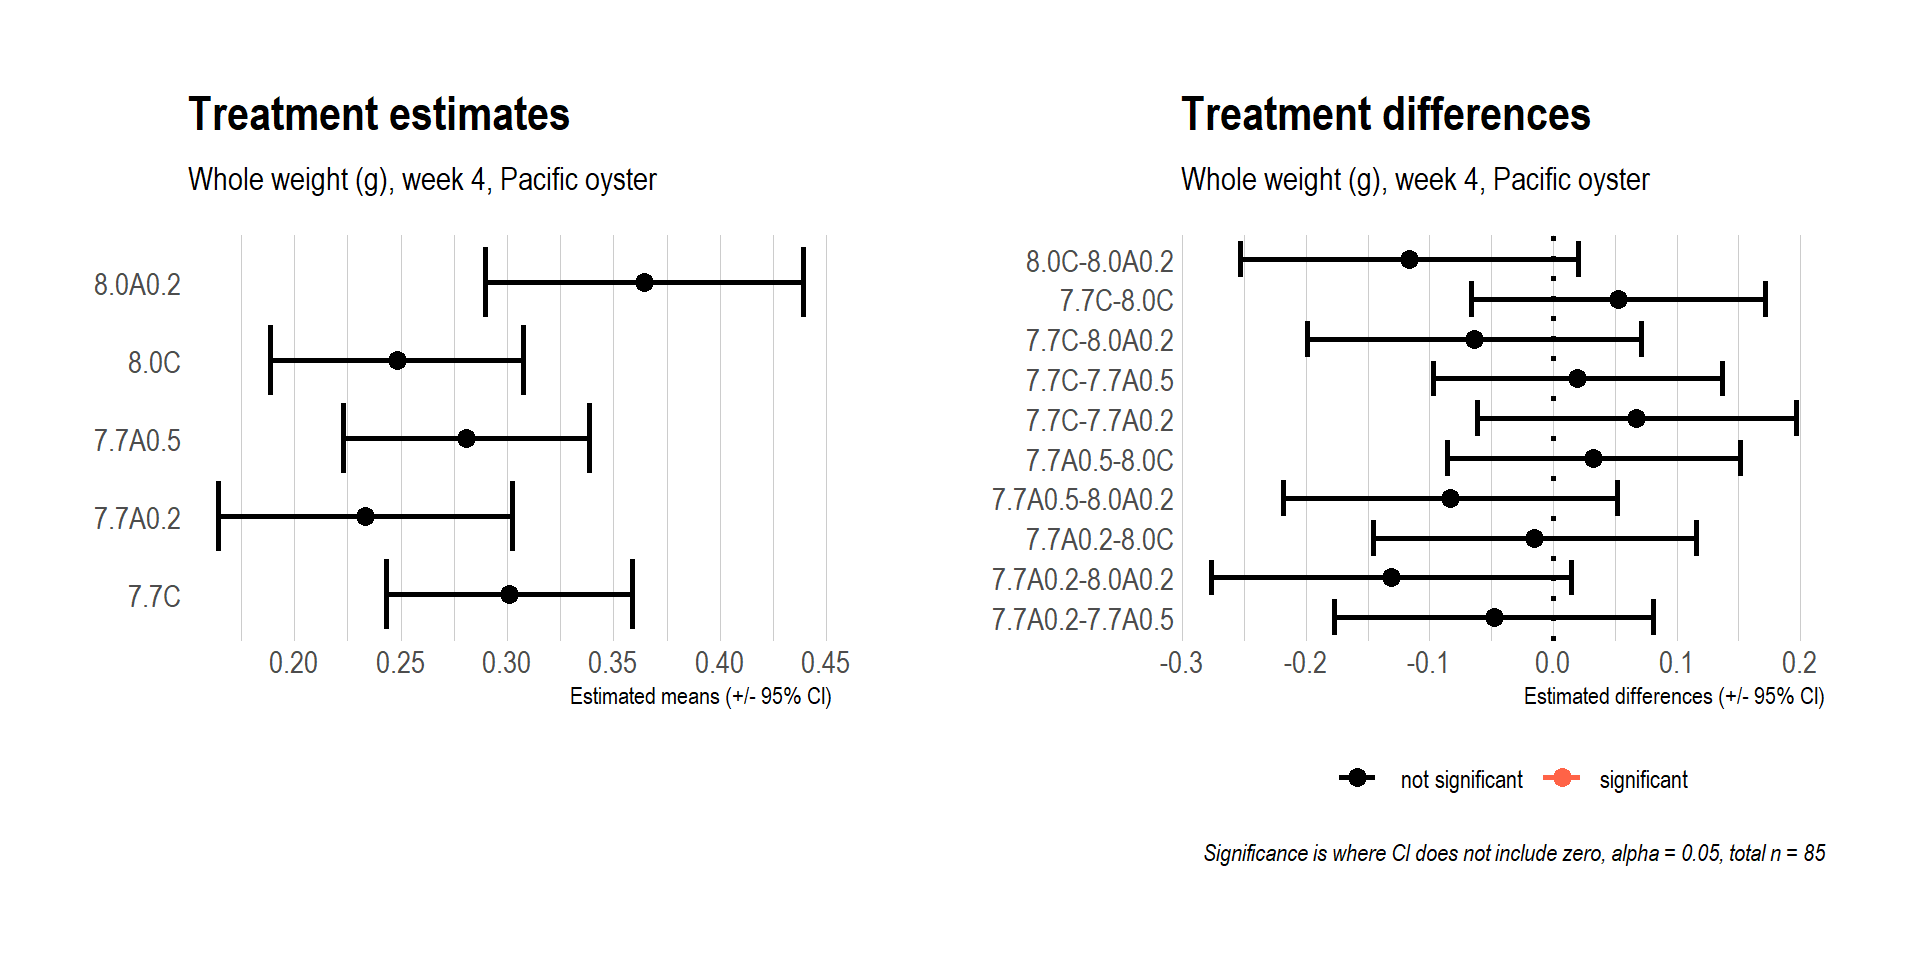 Treatment estimates
Whole weight (g), week 4, Pacific oyster
8.0A0.2
8.0C
7.7A0.5
7.7A0.2
7.7C
0.20 0.25 0.30 0.35 0.40 0.45
Estimated means (+/- 95% CI)
Treatment differences
Whole weight (g), week 4, Pacific oyster
8.0C-8.0A0.2
7.7C-8.0C
7.7C-8.0A0.2
7.7C-7.7A0.5
7.7C-7.7A0.2
7.7A0.5-8.0C
7.7A0.5-8.0A0.2
7.7A0.2-8.0C
7.7A0.2-8.0A0.2
7.7A0.2-7.7A0.5
-0.3 -0.2 -0.1 0.0 0.1 0.2
Estimated differences (+/- 95% CI)
not significant significant
Significance is where CI does not include zero, alpha = 0.05, total n = 85